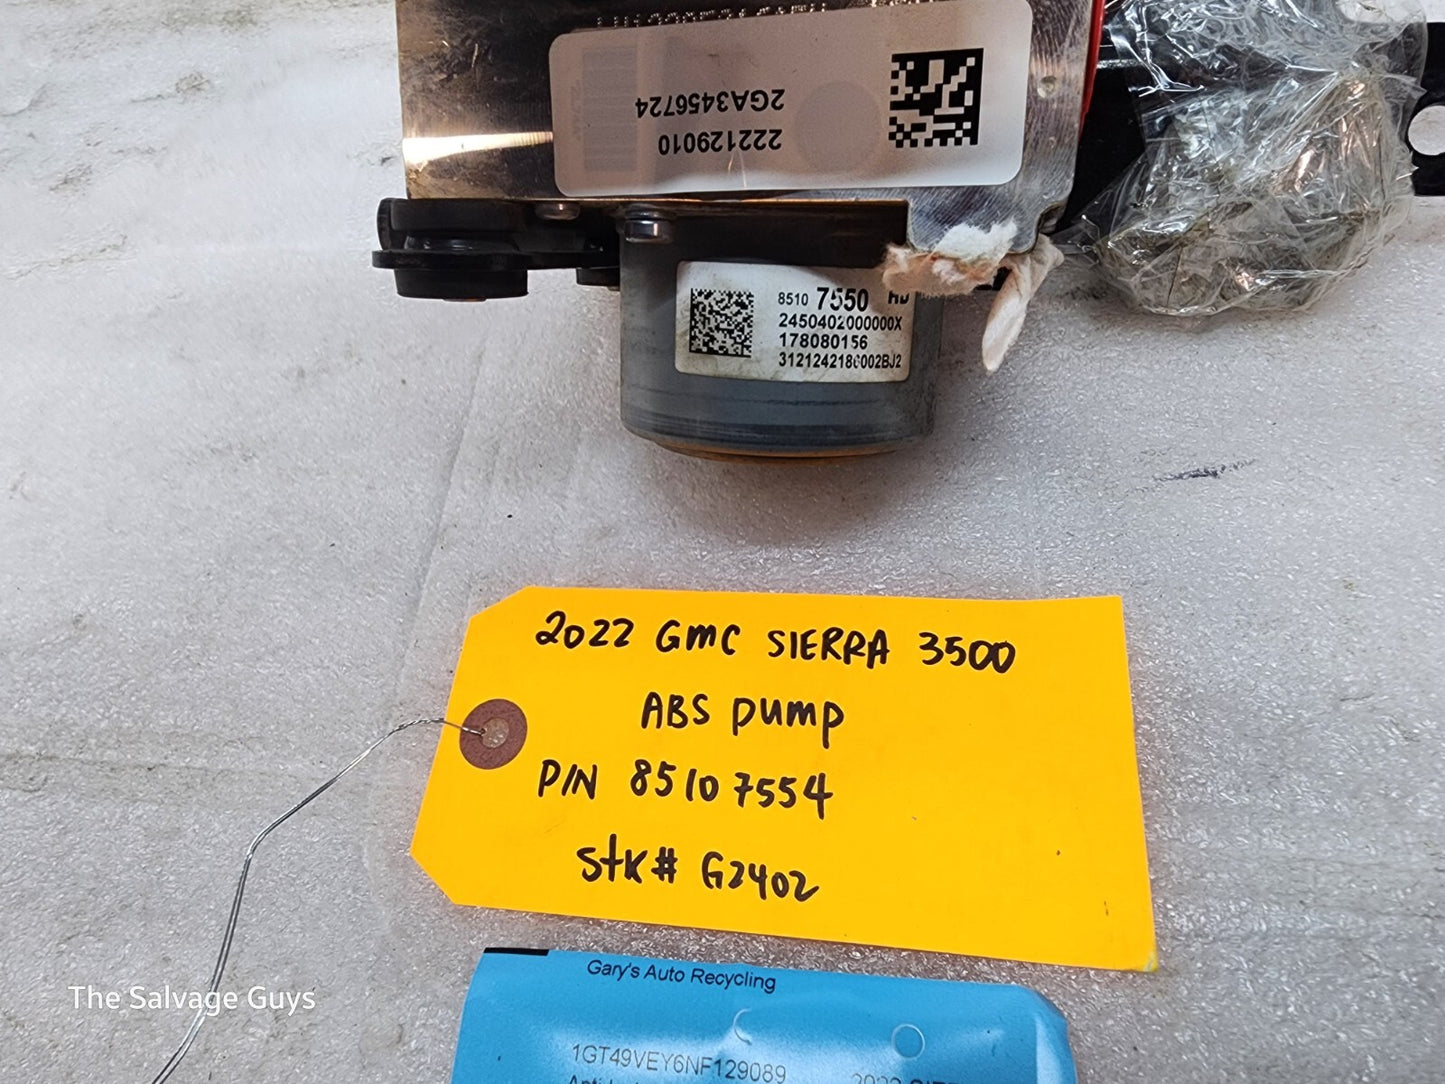 222129010
2GA3456724
8510 7550 HD
2450402000000X
178080156
3121242186002BJ2
2022 GMC SIERRA 3500
ABS PUMP
P/N 85107554
Stk# G2402
Gary's Auto Recycling
The Salvage Guys
1GT49VEY6NF129089